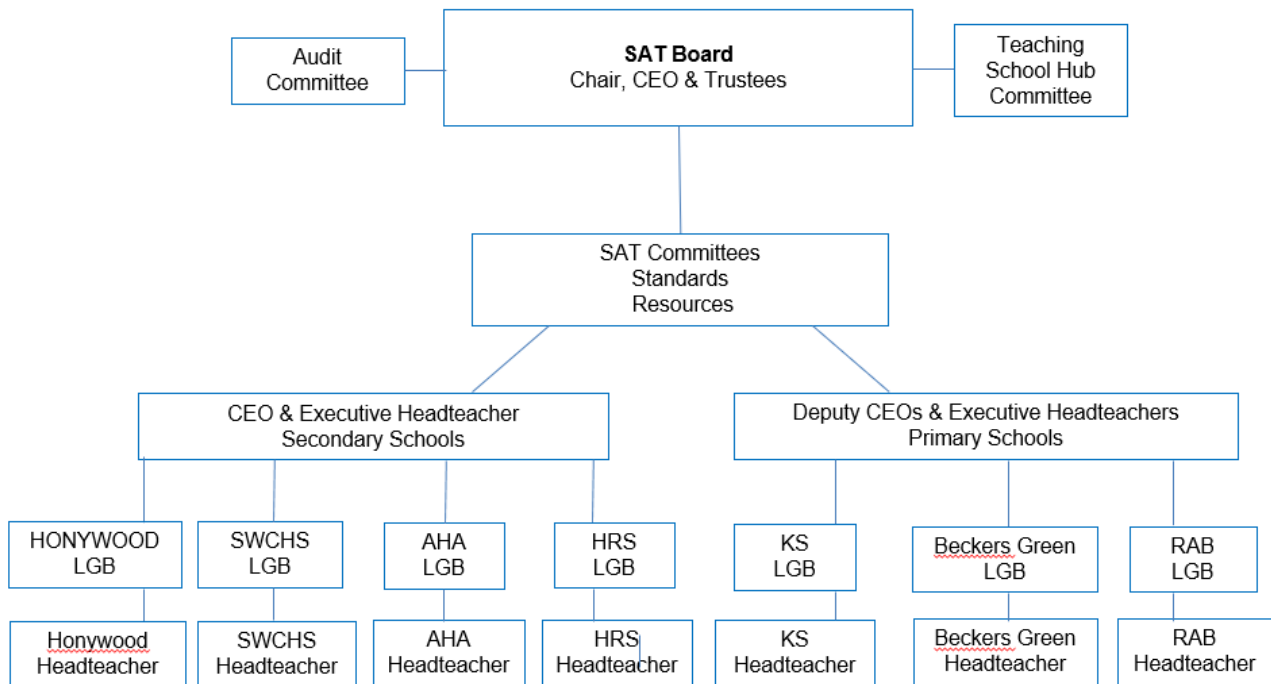 Audit
Committee
SAT Board
Chair, CEO & Trustees
Teaching
School Hub
Committee
SAT Committees
Standards
Resources
CEO & Executive Headteacher
Secondary Schools
Deputy CEOs & Executive Headteachers
Primary Schools
HONYWOOD
LGB
SWCHS
LGB
AHA
LGB
HRS
LGB
KS
LGB
Beckers Green
LGB
RAB
LGB
Honywood
Headteacher
SWCHS
Headteacher
AHA
Headteacher
HRS
Headteacher
KS
Headteacher
Beckers Green
Headteacher
RAB
Headteacher